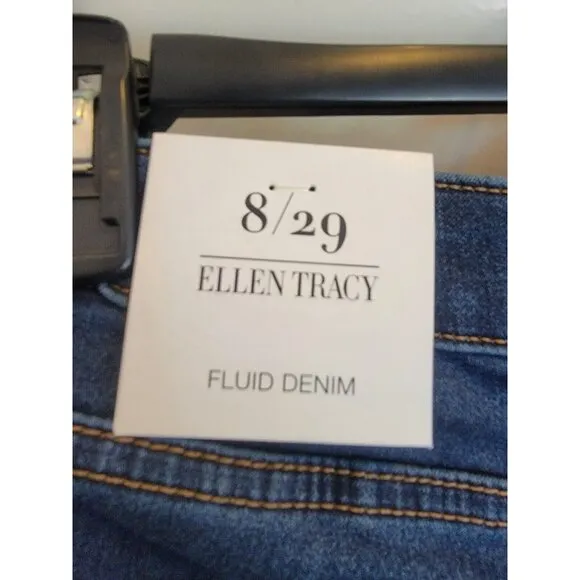 8/29
ELLEN TRACY
FLUID DENIM